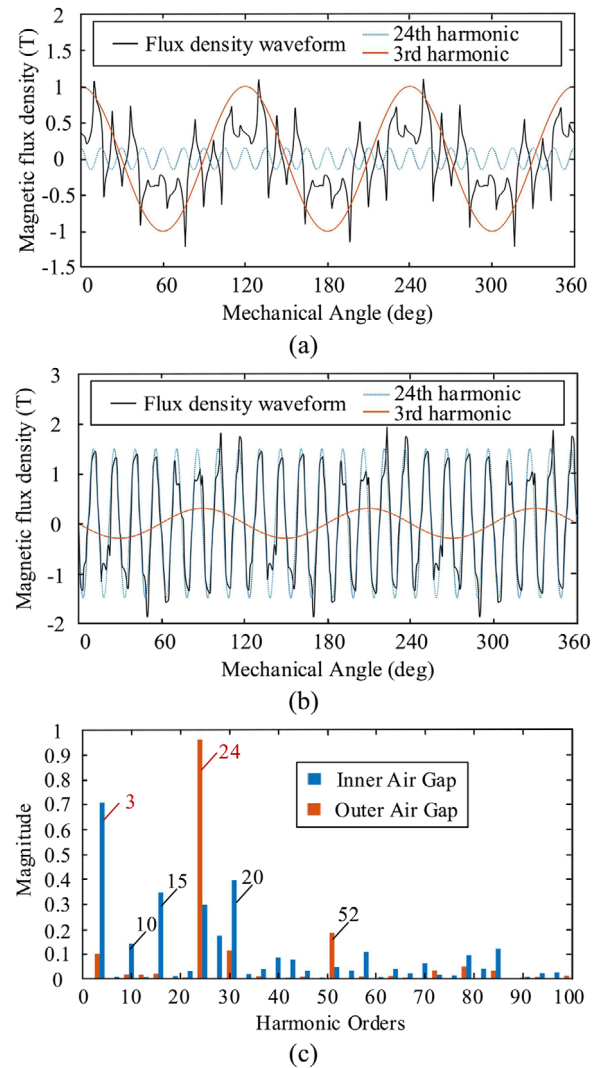 2
1.5
1
0.5
0
-0.5
-1
-1.5
Magnetic flux density (T)
Flux density waveform
24th harmonic
3rd harmonic
0 60 120 180 240 300 360
Mechanical Angle (deg)
(a)
3
2
1
0
-1
-2
Magnetic flux density (T)
Flux density waveform
24th harmonic
3rd harmonic
0 60 120 180 240 300 360
Mechanical Angle (deg)
(b)
1
0.9
0.8
0.7
0.6
0.5
0.4
0.3
0.2
0.1
0
Magnitude
3
24
10
15
20
52
Inner Air Gap
Outer Air Gap
0 10 20 30 40 50 60 70 80 90 100
Harmonic Orders
(c)